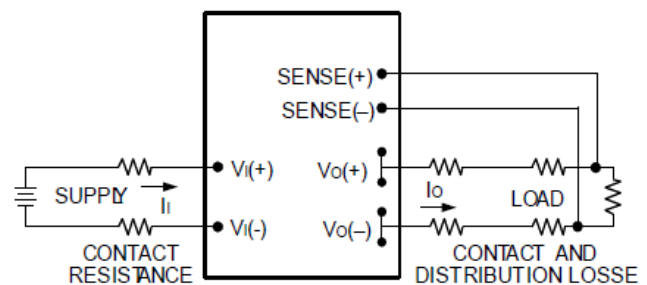 SENSE(+)
SENSE(–)
VI(+)
VO(+)
SUPPLY
II
IO
LOAD
VI(-)
VO(–)
CONTACT
RESISTANCE
CONTACT AND
DISTRIBUTION LOSSE